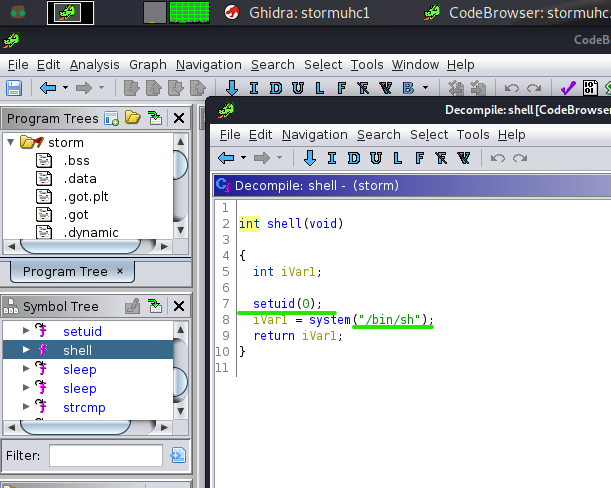 Ghidra: stormuhc1
CodeBrowser: stormuhc.
CodeB
File Edit Analysis Graph Navigation Search Select Tools Window Help
I D U L F R V B
Program Trees
storm
.bss
.data
.got.plt
.got
.dynamic
Program Tree ×
Symbol Tree
setuid
shell
sleep
sleep
strcmp
Filter:
Decompile: shell [CodeBrowser
File Edit Navigation Search Select Tools Help
I D U L F R V
Decompile: shell - (storm)
1
2 int shell(void)
3
4 {
5 int iVar1;
6
7 setuid(0);
8 iVar1 = system("/bin/sh");
9 return iVar1;
10 }
11